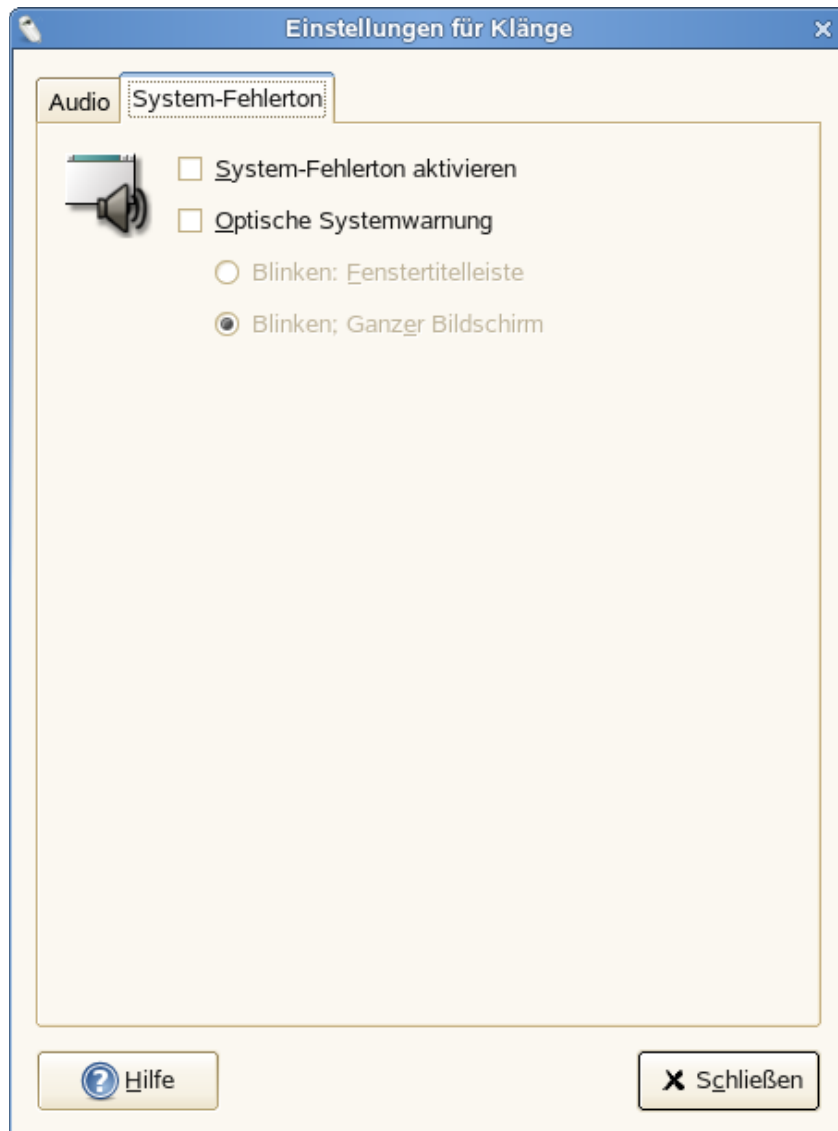 Einstellungen für Klänge
Audio
System-Fehlerton
System-Fehlerton aktivieren
Optische Systemwarnung
Blinken: Fenstertitelleiste
Blinken; Ganzer Bildschirm
Hilfe
Schließen